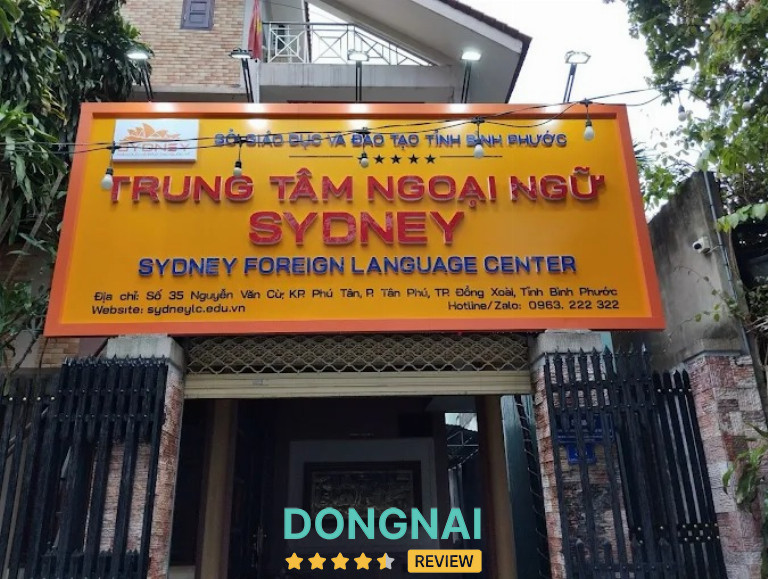 SYDNEY
SỞ GIÁO DỤC VÀ ĐÀO TẠO TỈNH BÌNH PHƯỚC
TRUNG TÂM NGOẠI NGỮ
SYDNEY
SYDNEY FOREIGN LANGUAGE CENTER
Địa chỉ: Số 35 Nguyễn Văn Cừ, KP. Phú Tân, P. Tân Phú, TP. Đồng Xoài, Tỉnh Bình Phước
Website: sydneylc.edu.vn Hotline/Zalo: 0963. 222 322
DONGNAI
REVIEW